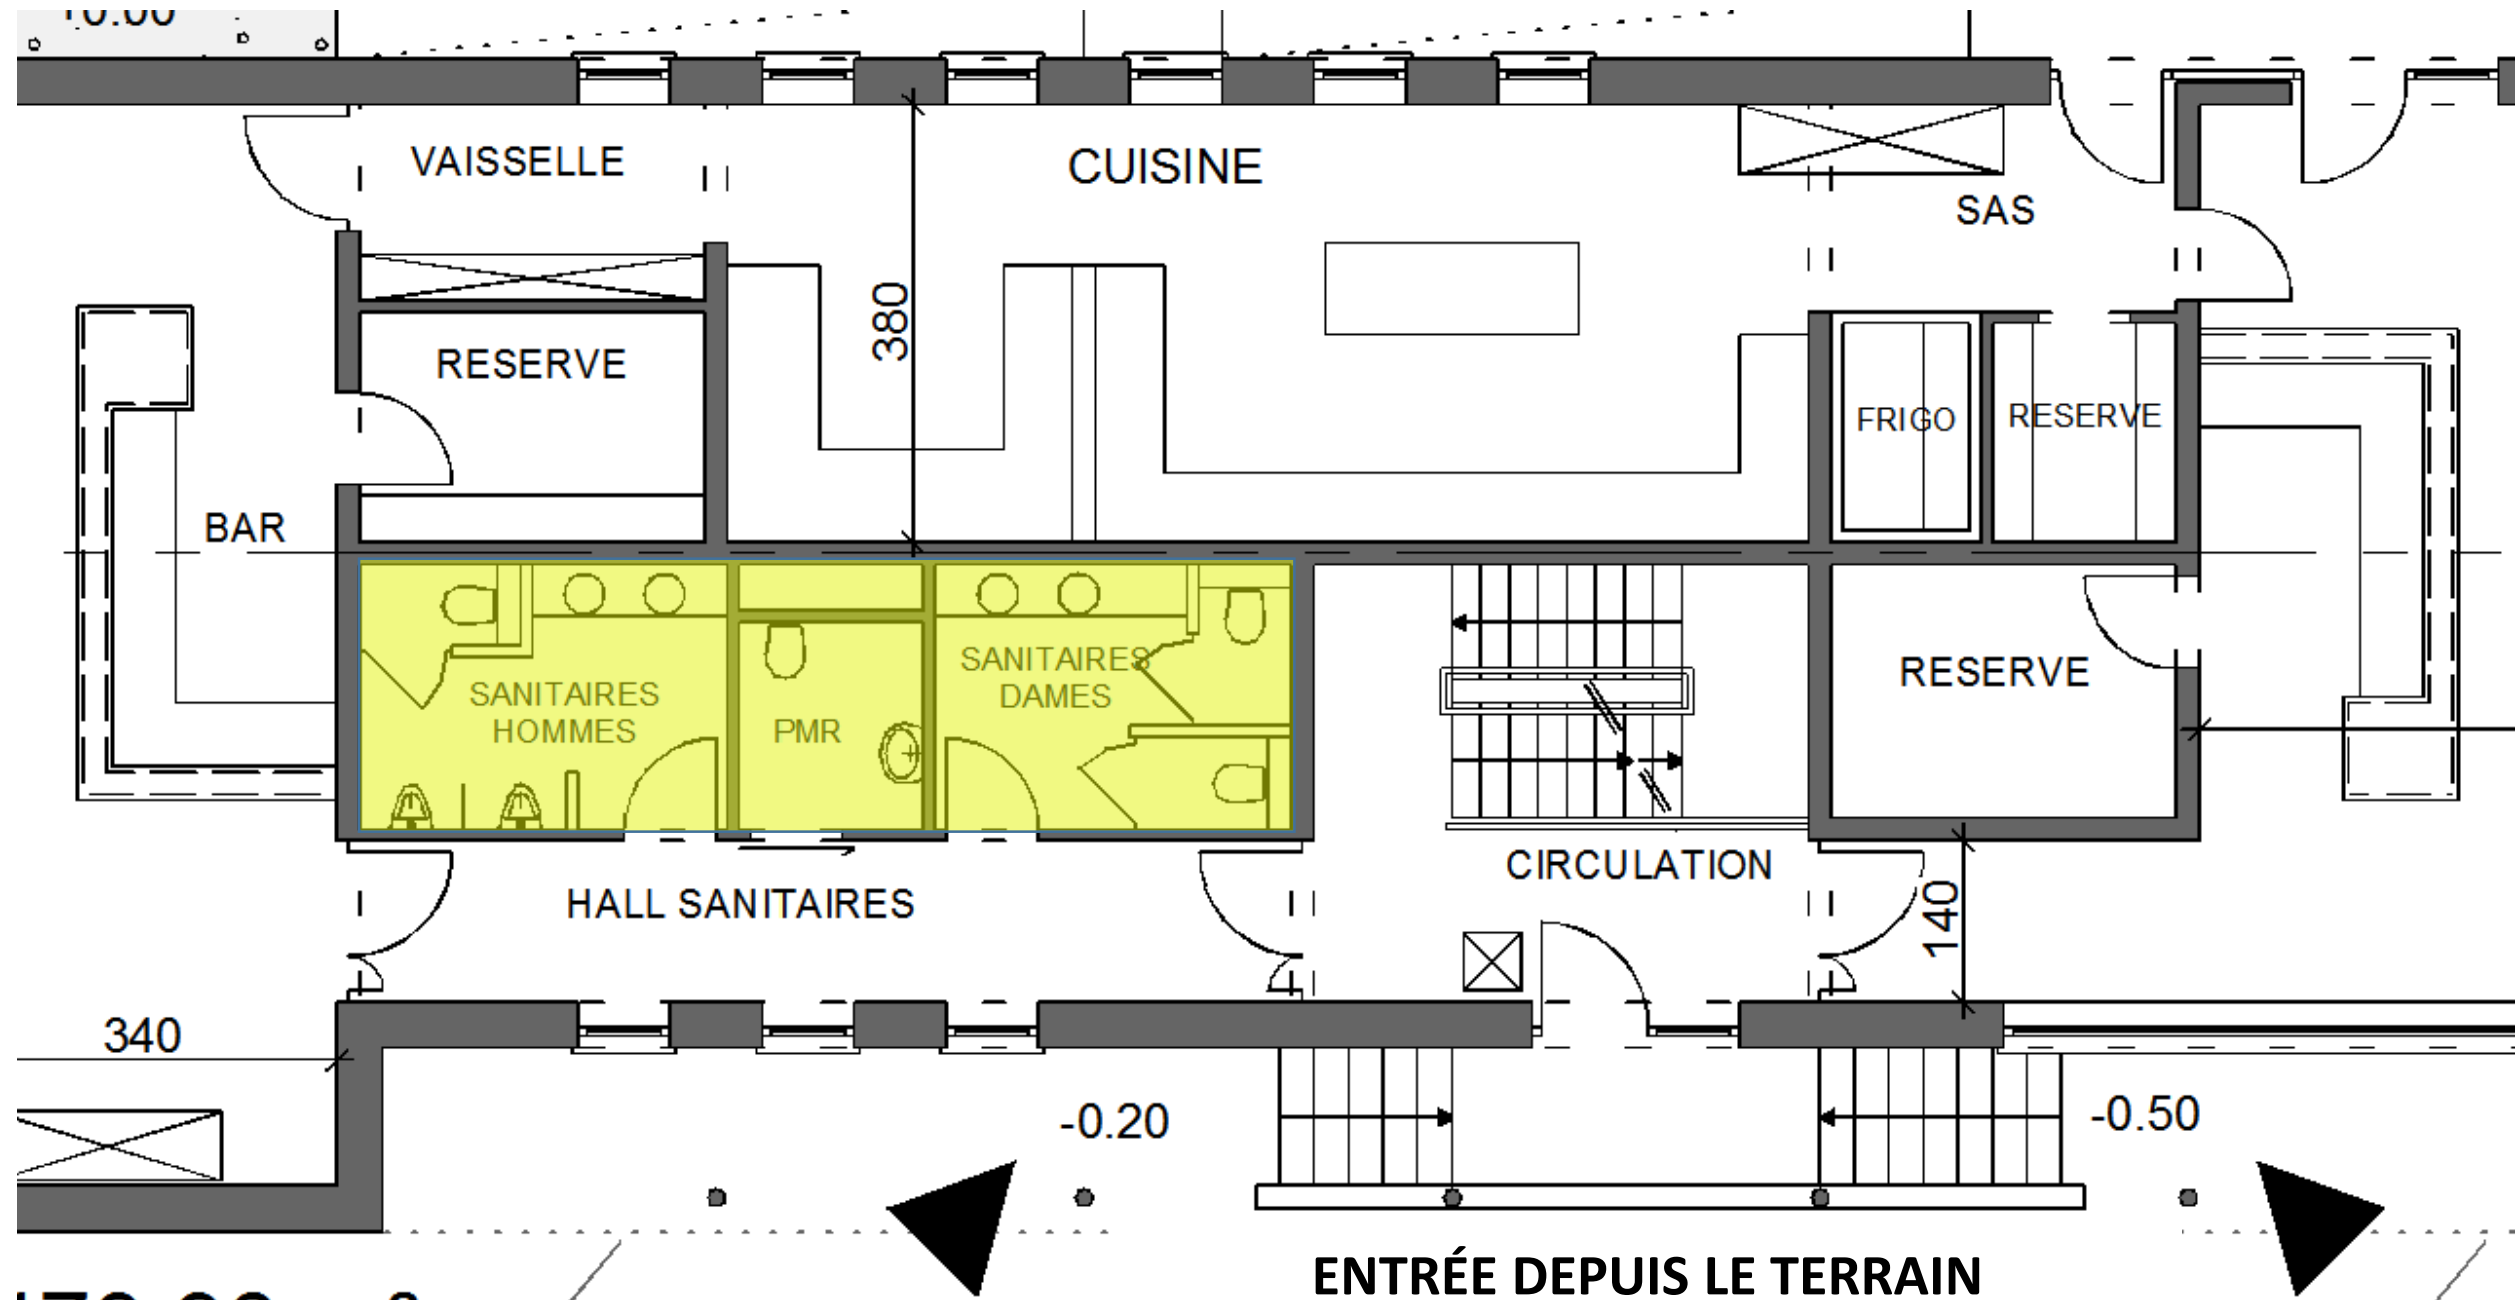 VAISSELLE
CUISINE
SAS
380
RESERVE
FRIGO
RESERVE
BAR
SANITAIRES
HOMMES
PMR
SANITAIRES
DAMES
RESERVE
HALL SANITAIRES
CIRCULATION
140
340
-0.20
-0.50
ENTRÉE DEPUIS LE TERRAIN